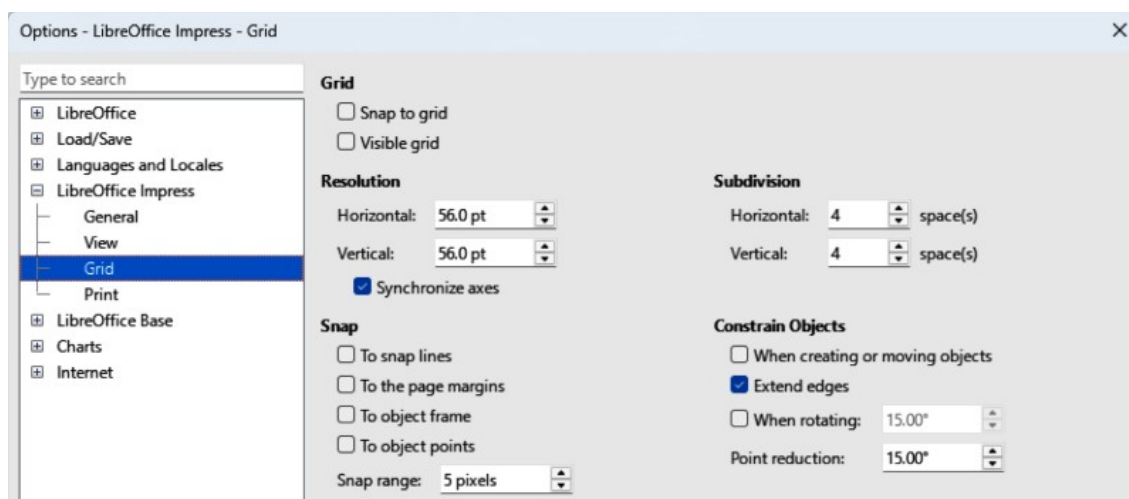 Options - LibreOffice Impress - Grid
Type to search
LibreOffice
Load/Save
Languages and Locales
LibreOffice Impress
General
View
Grid
Print
LibreOffice Base
Charts
Internet
Grid
Snap to grid
Visible grid
Resolution
Horizontal: 56.0 pt
Vertical: 56.0 pt
Synchronize axes
Subdivision
Horizontal: 4 space(s)
Vertical: 4 space(s)
Snap
To snap lines
To the page margins
To object frame
To object points
Snap range: 5 pixels
Constrain Objects
When creating or moving objects
Extend edges
When rotating: 15.00°
Point reduction: 15.00°